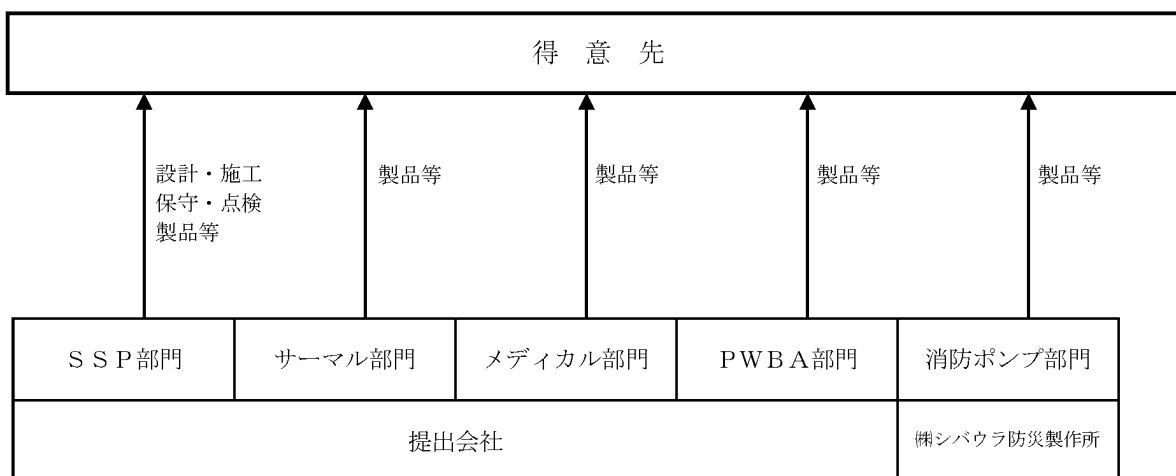 得 意 先
設計・施工
保守・点検
製品等
製品等
製品等
製品等
製品等
ＳＳＰ部門
サーマル部門
メディカル部門
ＰＷＢＡ部門
消防ポンプ部門
提出会社
㈱シバウラ防災製作所